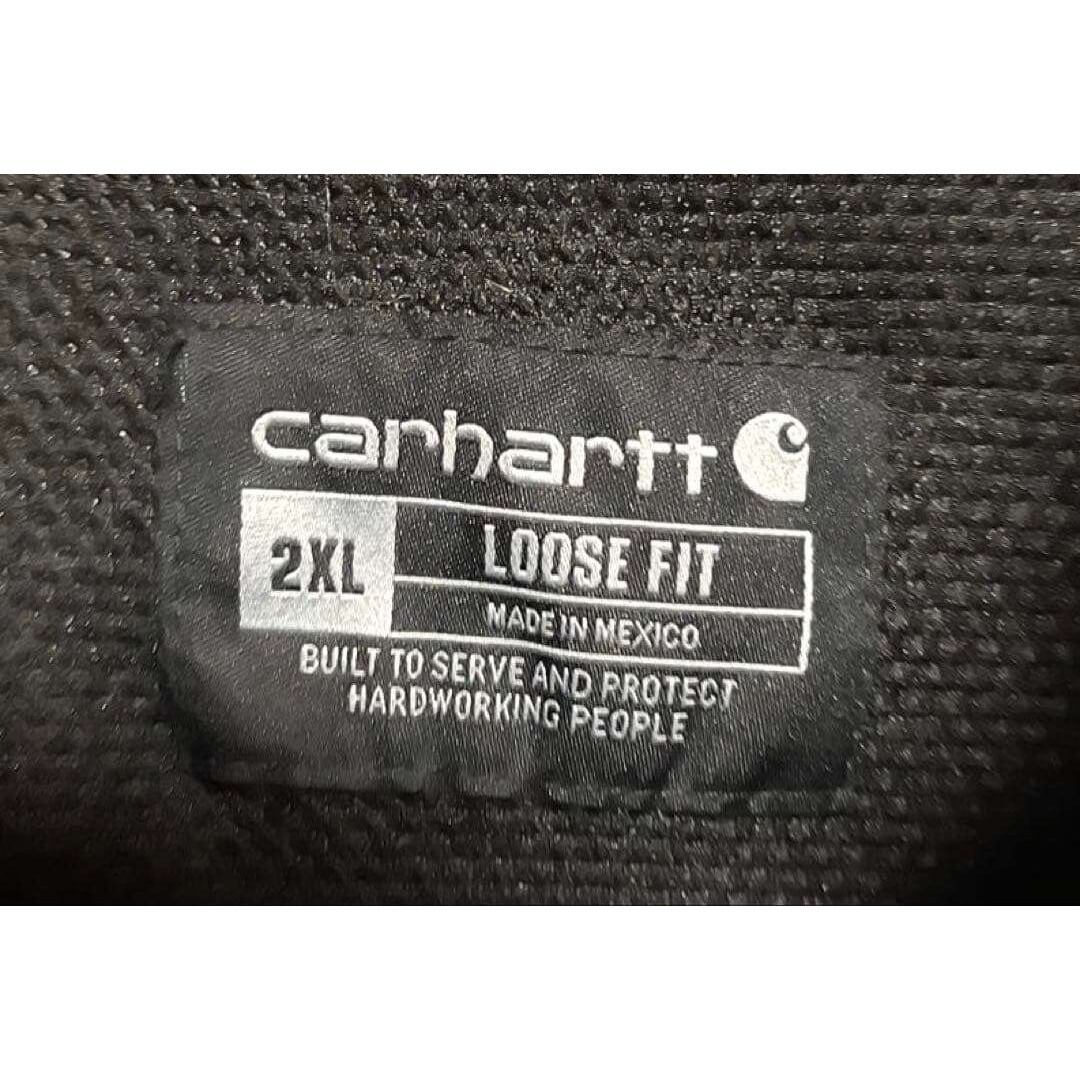 carhartt
2XL
LOOSE FIT
MADE IN MEXICO
BUILT TO SERVE AND PROTECT
HARDWORKING PEOPLE